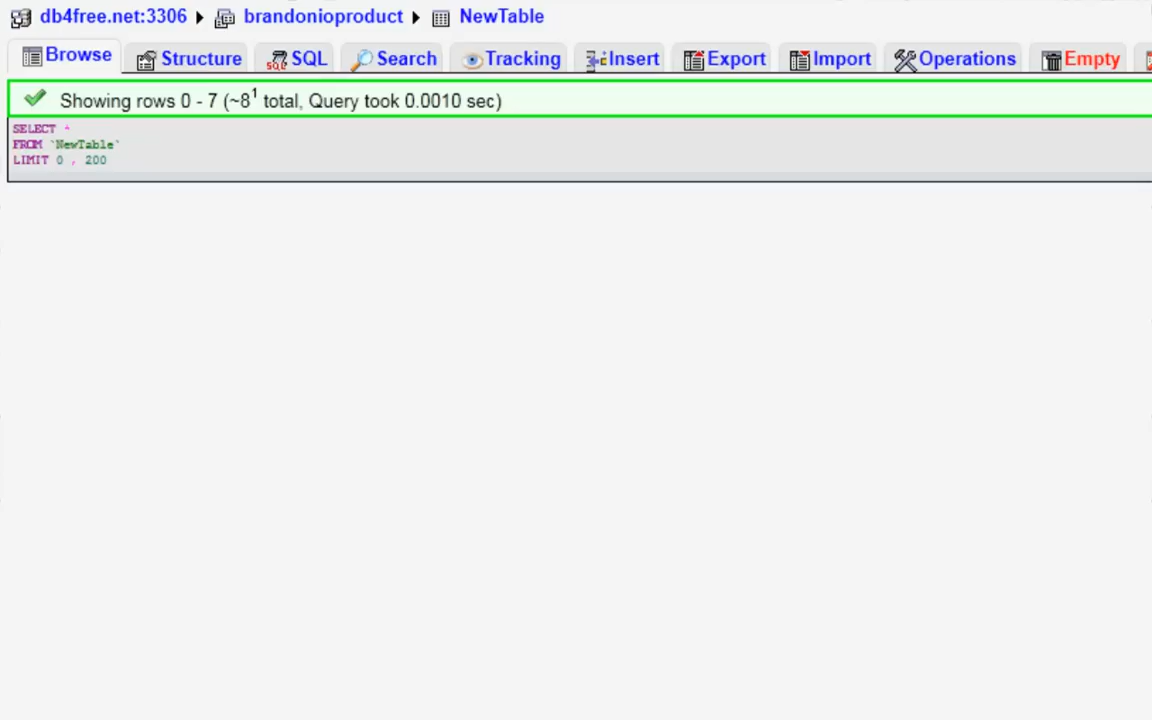 db4free.net:3306 ▶ brandonioproduct ▶ NewTable
Browse Structure SQL Search Tracking Insert Export Import Operations Empty
Showing rows 0 - 7 (~8¹ total, Query took 0.0010 sec)
SELECT *
FROM `NewTable`
LIMIT 0 , 200